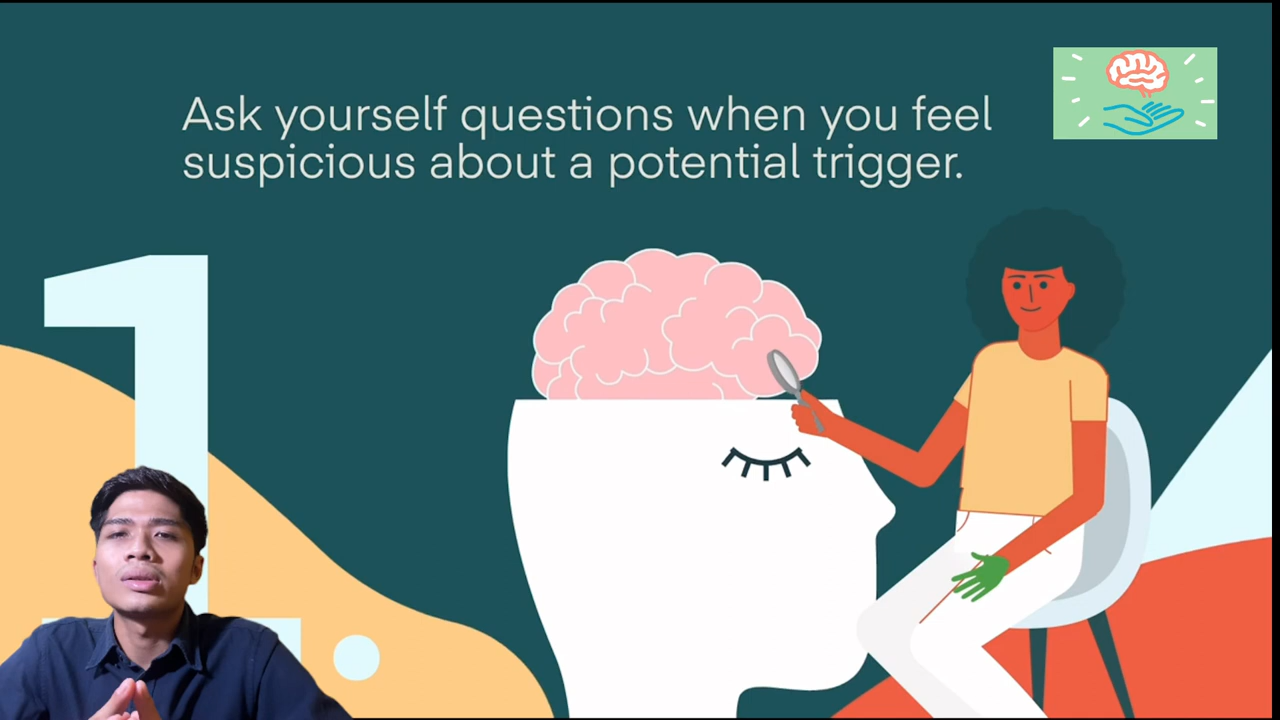 Ask yourself questions when you feel
suspicious about a potential trigger.
1.